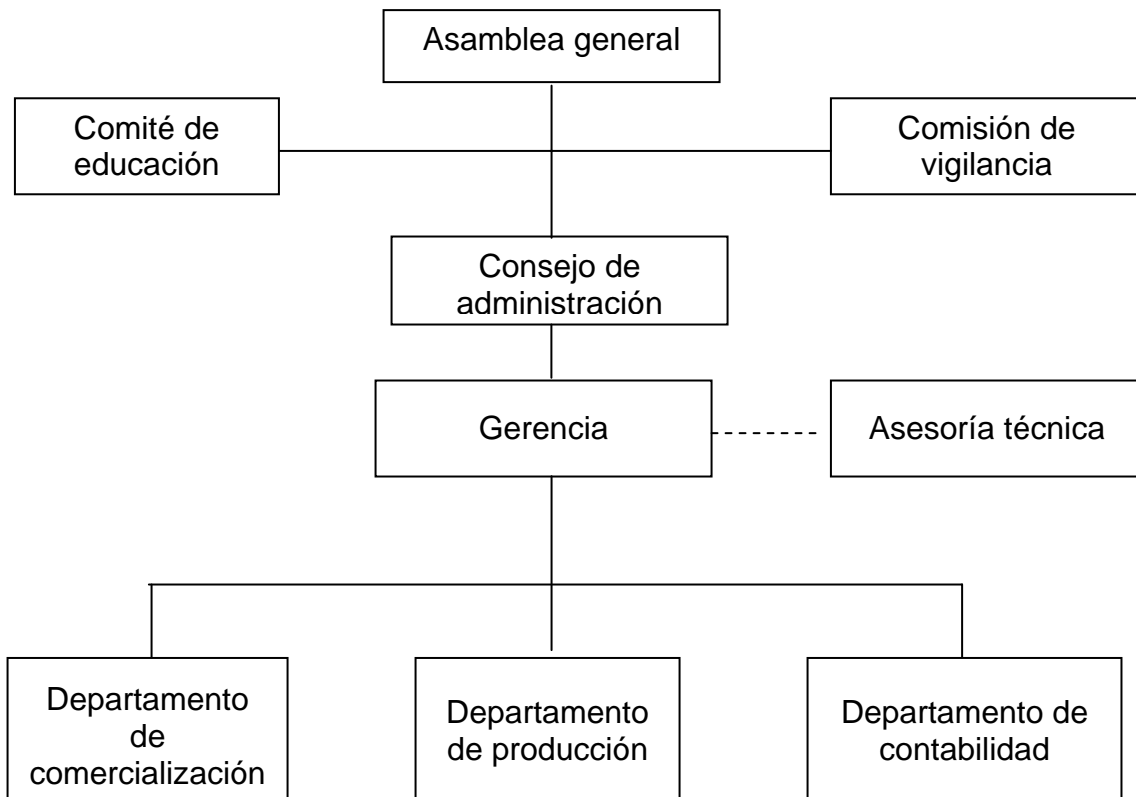 Asamblea general
Comité de
educación
Comisión de
vigilancia
Consejo de
administración
Gerencia
Asesoría técnica
Departamento
de
comercialización
Departamento
de producción
Departamento de
contabilidad